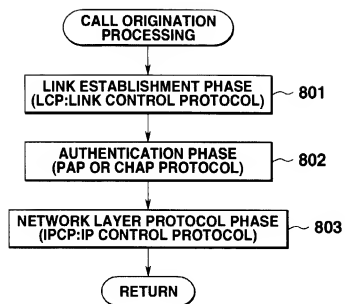 CALL ORIGINATION
PROCESSING
LINK ESTABLISHMENT PHASE
(LCP:LINK CONTROL PROTOCOL)
801
AUTHENTICATION PHASE
(PAP OR CHAP PROTOCOL)
802
NETWORK LAYER PROTOCOL PHASE
(IPCP:IP CONTROL PROTOCOL)
803
RETURN